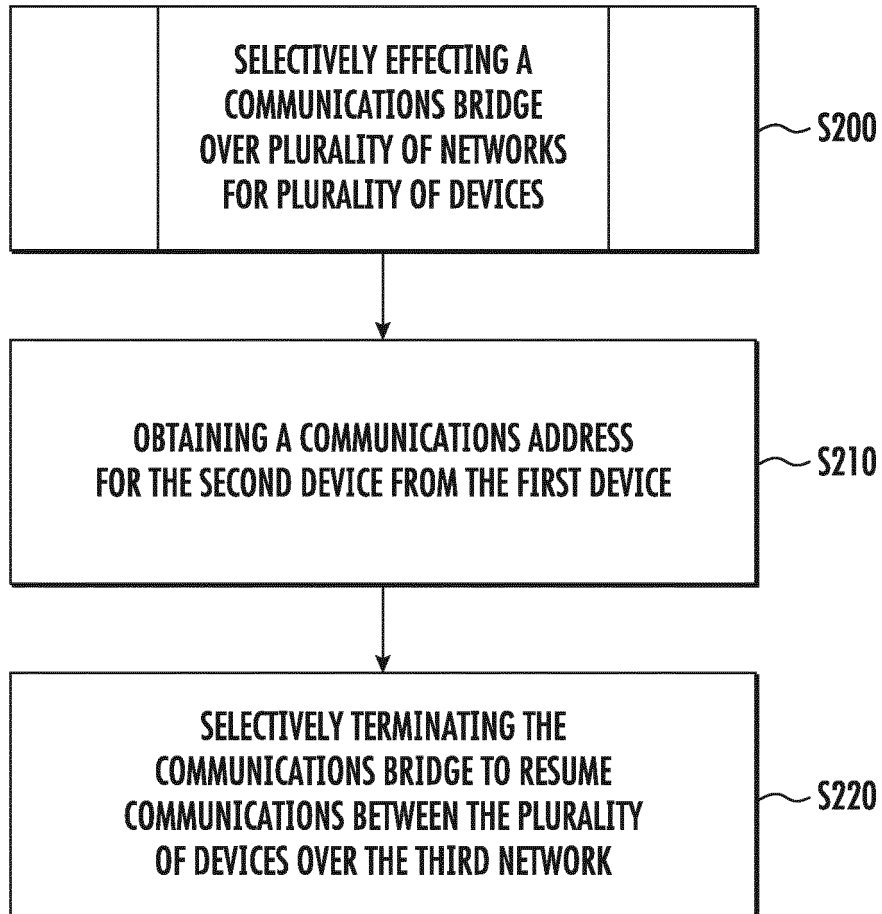 SELECTIVELY EFFECTING A
COMMUNICATIONS BRIDGE
OVER PLURALITY OF NETWORKS
FOR PLURALITY OF DEVICES
S200
OBTAINING A COMMUNICATIONS ADDRESS
FOR THE SECOND DEVICE FROM THE FIRST DEVICE
S210
SELECTIVELY TERMINATING THE
COMMUNICATIONS BRIDGE TO RESUME
COMMUNICATIONS BETWEEN THE PLURALITY
OF DEVICES OVER THE THIRD NETWORK
S220